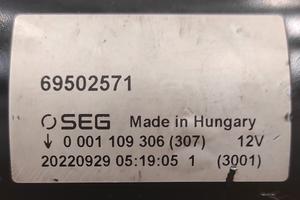 69502571
SEG Made in Hungary
↓ 0 001 109 306 (307) 12V
20220929 05:19:05 1 (3001)